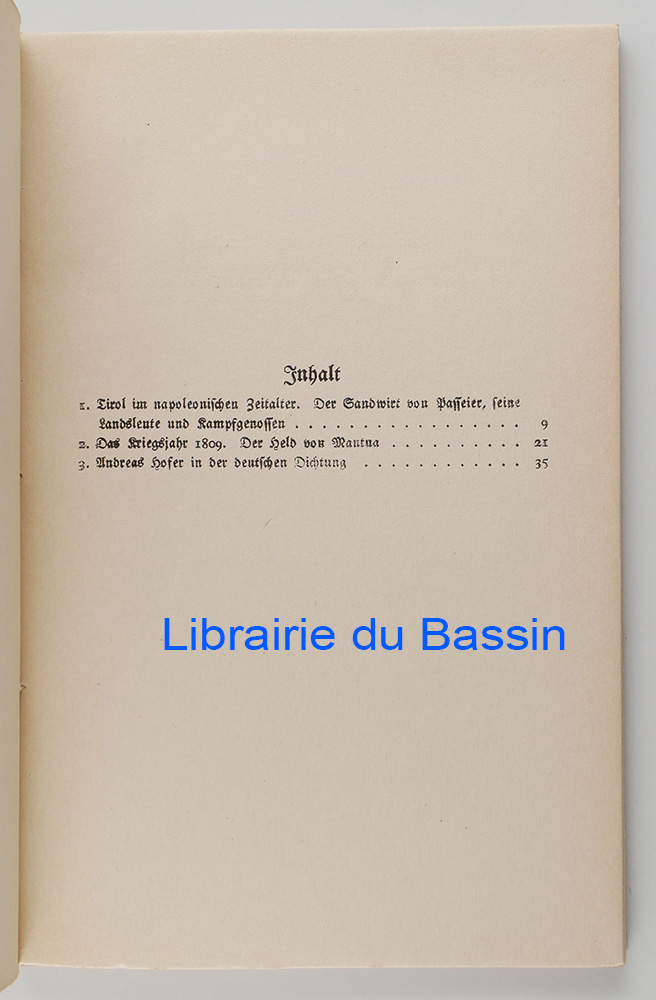 Inhalt
1. Tirol im napoleonischen Zeitalter. Der Sandwirt von Passeier, seine
Landsleute und Kampfgenossen . . . . . . . . . . . . . . . . . 9
2. Das Kriegsjahr 1809. Der Held von Mantua . . . . . . . . . . . 21
3. Andreas Hofer in der deutschen Dichtung . . . . . . . . . . . . 35
Librairie du Bassin